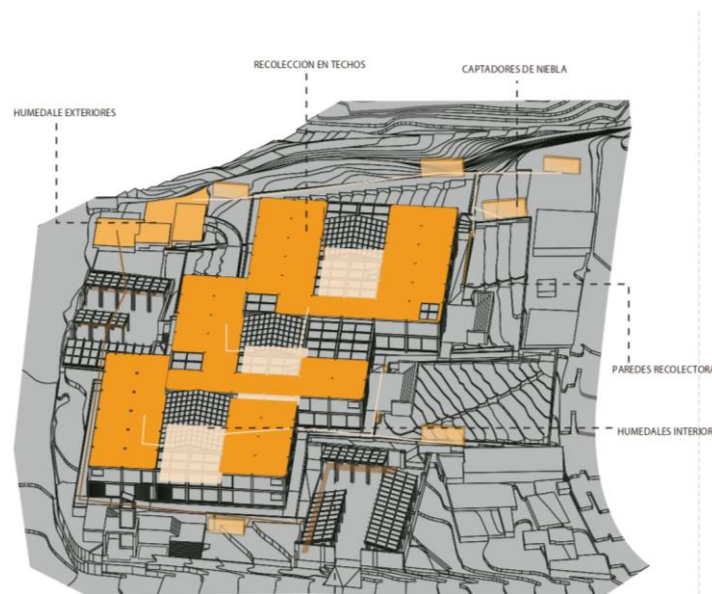 RECOLECCION EN TECHOS
CAPTADORES DE NIEBLA
HUMEDALE EXTERIORES
PAREDES RECOLECTORA
HUMEDALES INTERIOR